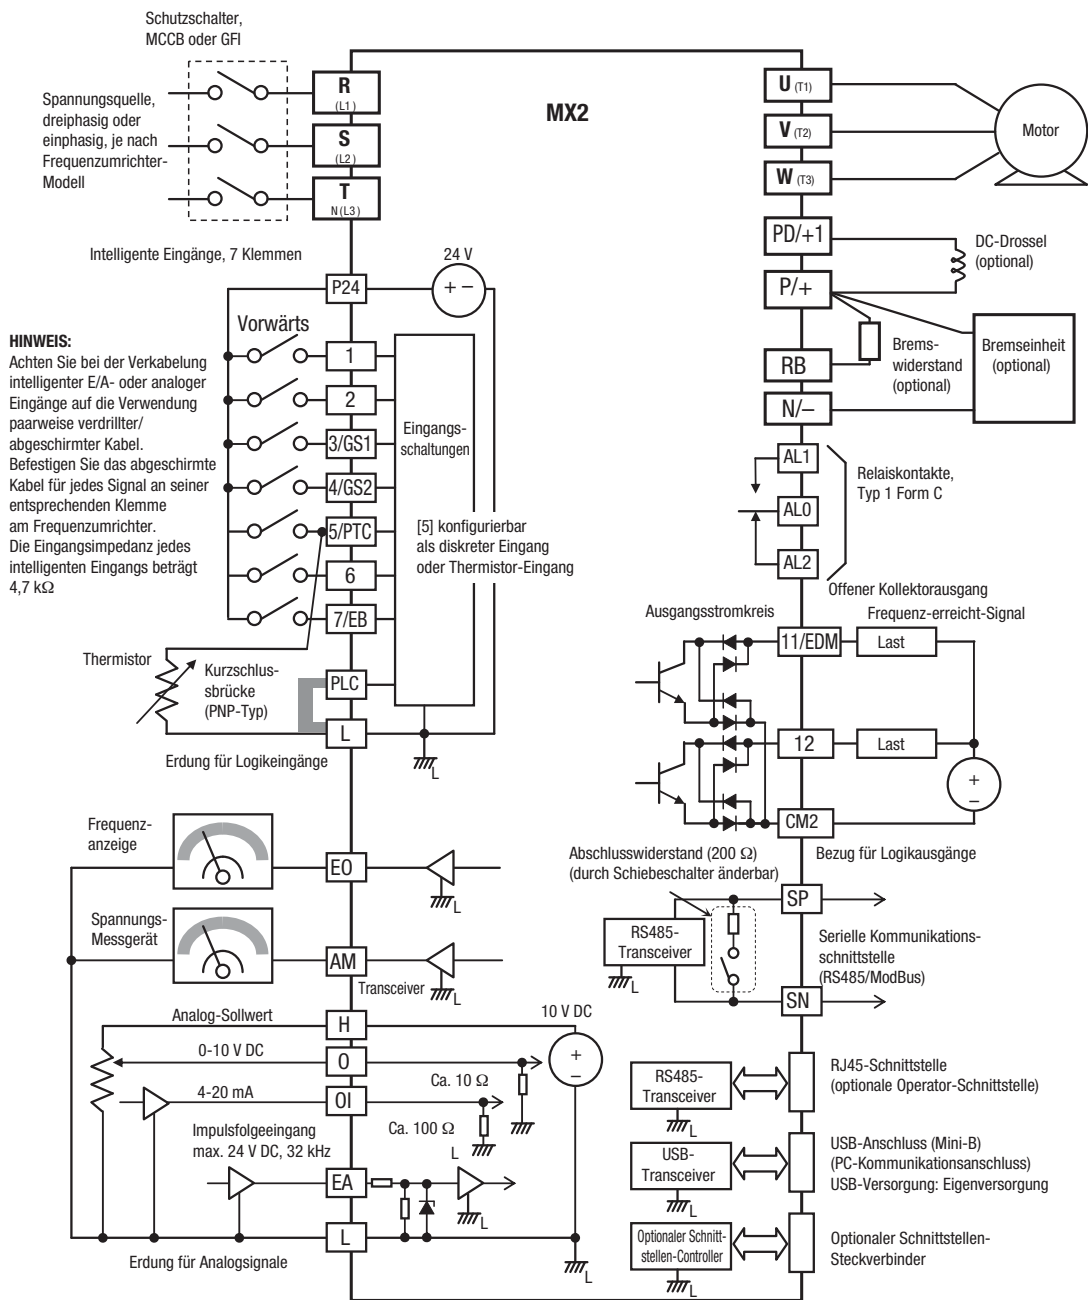 Schutzschalter,
MCCB oder GFI
Spannungsquelle,
dreiphasig oder
einphasig, je nach
Frequenzumrichter-
Modell
R
(L1)
S
(L2)
T
N(L3)
MX2
U (T1)
V (T2)
W (T3)
Motor
PD/+1
P/+
DC-Drossel
(optional)
RB
N/–
Brems-
widerstand
(optional)
Bremseinheit
(optional)
Intelligente Eingänge, 7 Klemmen
24 V
P24
+ –
HINWEIS:
Achten Sie bei der Verkabelung
intelligenter E/A- oder analoger
Eingänge auf die Verwendung
paarweise verdrillter/
abgeschirmter Kabel.
Befestigen Sie das abgeschirmte
Kabel für jedes Signal an seiner
entsprechenden Klemme
am Frequenzumrichter.
Die Eingangsimpedanz jedes
intelligenten Eingangs beträgt
4,7 kΩ
Vorwärts
1
2
3/GS1
4/GS2
5/PTC
6
7/EB
PLC
L
Eingangs-
schaltungen
[5] konfigurierbar
als diskreter Eingang
oder Thermistor-Eingang
Thermistor
Kurzschlus-
sbrücke
(PNP-Typ)
Erdung für Logikeingänge
L
AL1
AL0
AL2
Relaiskontakte,
Typ 1 Form C
Offener Kollektorausgang
Ausgangsstromkreis
Frequenz-erreicht-Signal
11/EDM
Last
12
Last
+
–
CM2
Bezug für Logikausgänge
Frequenz-
anzeige
EO
L
Spannungs-
Messgerät
AM
Transceiver
L
Abschlusswiderstand (200 Ω)
(durch Schiebeschalter änderbar)
SP
RS485-
Transceiver
L
Serielle Kommunikations-
schnittstelle
(RS485/ModBus)
SN
Analog-Sollwert
H
10 V DC
+
–
0-10 V DC
O
Ca. 10 Ω
4-20 mA
OI
Ca. 100 Ω
Impulsfolgeeingang
max. 24 V DC, 32 kHz
L
EA
L
L
Erdung für Analogsignale
L
RS485-
Transceiver
L
RJ45-Schnittstelle
(optionale Operator-Schnittstelle)
USB-
Transceiver
L
USB-Anschluss (Mini-B)
(PC-Kommunikationsanschluss)
USB-Versorgung: Eigenversorgung
Optionaler Schnitt-
stellen-Controller
L
Optionaler Schnittstellen-
Steckverbinder